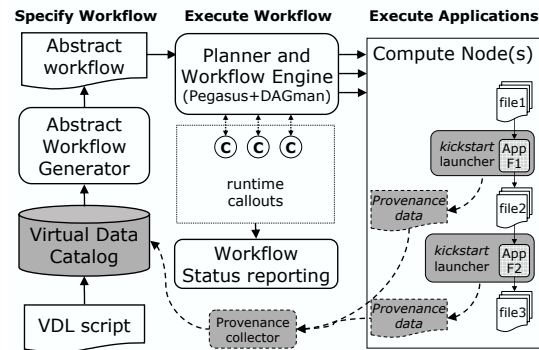 Specify Workflow
Execute Workflow
Execute Applications
Abstract
workflow
Planner and
Workflow Engine
(Pegasus+DAGman)
Compute Node(s)
Abstract
Workflow
Generator
C C C
runtime
callouts
file1
kickstart
launcher
App
F1
Provenance
data
file2
Virtual Data
Catalog
Workflow
Status reporting
kickstart
launcher
App
F2
VDL script
Provenance
collector
Provenance
data
file3